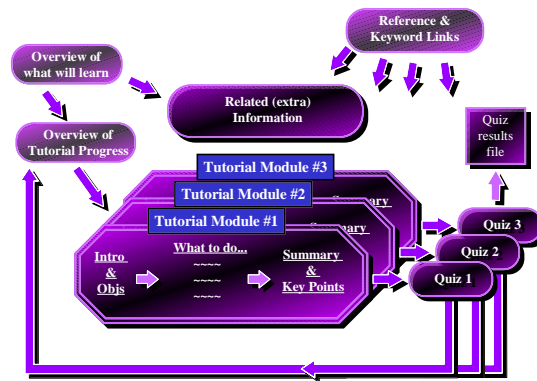 Reference &
Keyword Links
Overview of
what will learn
Related (extra)
Information
Quiz
results
file
Overview of
Tutorial Progress
Tutorial Module #3
Tutorial Module #2
Tutorial Module #1
Intro
&
Objs
What to do...
~~~~
~~~~
~~~~
Summary
&
Key Points
Quiz 3
Quiz 2
Quiz 1